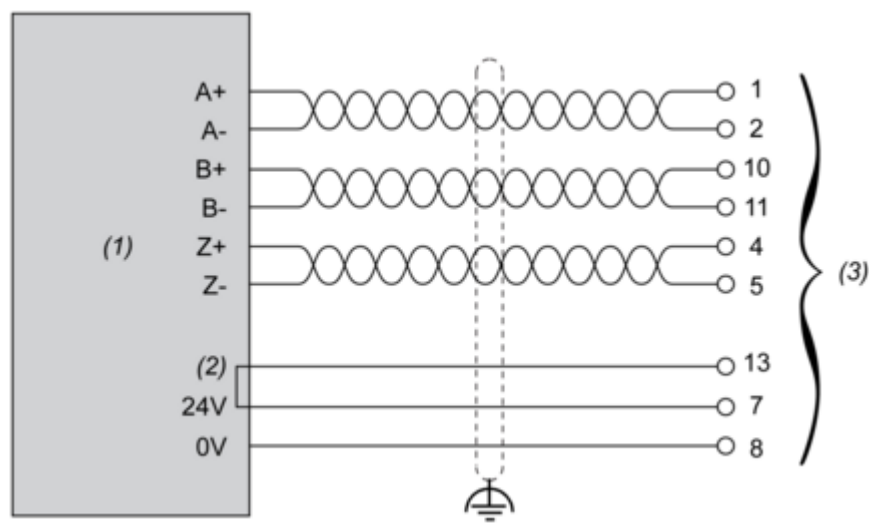 A+ 1
A- 2
B+ 10
B- 11
(1) Z+ 4
Z- 5
(3)
(2) 13
24V 7
0V 8